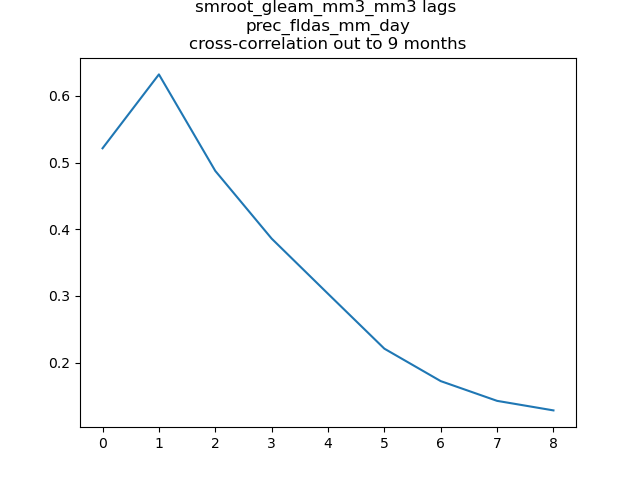 smroot_gleam_mm3_mm3 lags
prec_fldas_mm_day
cross-correlation out to 9 months
0.6
0.5
0.4
0.3
0.2
0 1 2 3 4 5 6 7 8